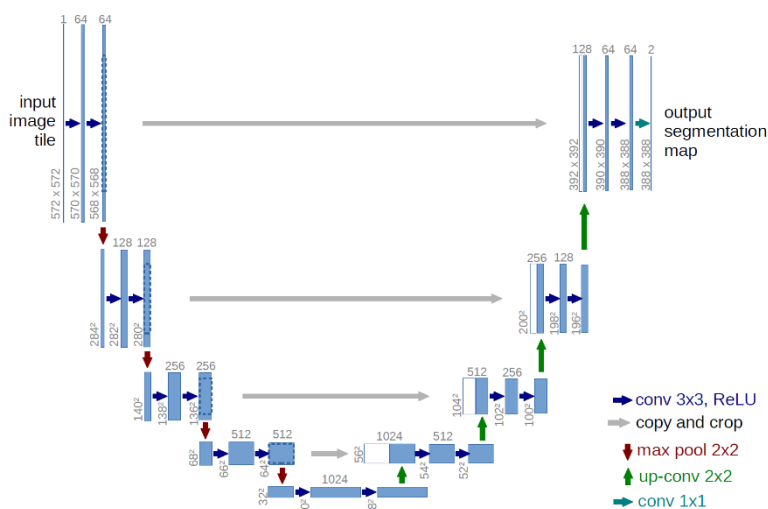 1 64 64
128 64 64 2
input
image
tile
output
segmentation
map
572 x 572
570 x 570
568 x 568
392 x 392
390 x 390
388 x 388
388 x 388
128 128
256 128
284²
282²
280²
200²
198²
196²
256 256
512 256
140²
138²
136²
104²
102²
100²
512 512
1024 512
68²
66²
64²
56²
54²
52²
1024
32²
0²
8²
conv 3x3, ReLU
copy and crop
max pool 2x2
up-conv 2x2
conv 1x1